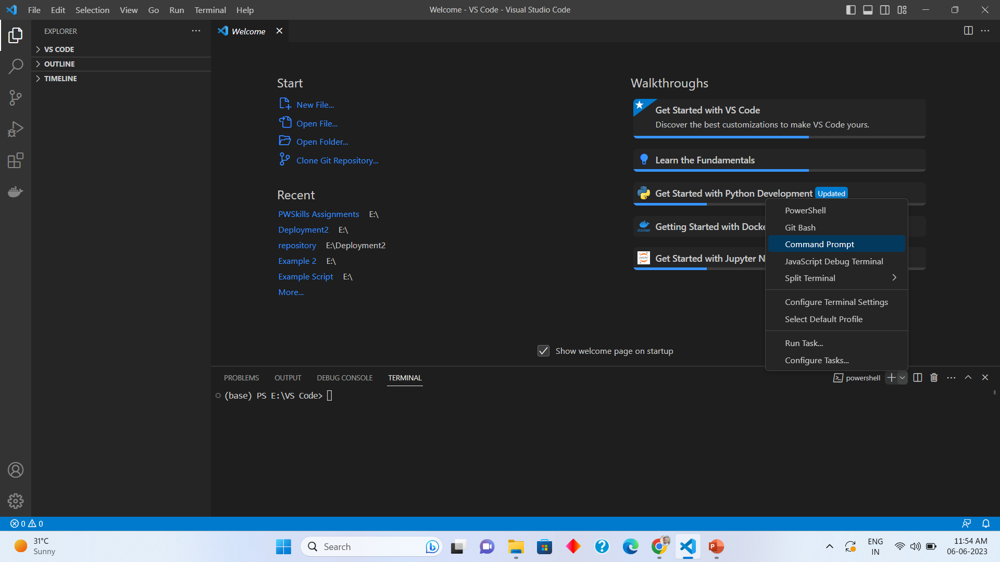 File Edit Selection View Go Run Terminal Help
Welcome - VS Code - Visual Studio Code
EXPLORER
VS CODE
OUTLINE
TIMELINE
Welcome
Start
New File...
Open File...
Open Folder...
Clone Git Repository...
Recent
PWSkills Assignments E:\
Deployment2 E:\
repository E:\Deployment2
Example 2 E:\
Example Script E:\
More...
Walkthroughs
Get Started with VS Code
Discover the best customizations to make VS Code yours.
Learn the Fundamentals
Get Started with Python Development Updated
docker
Getting Started with Docke
jupyter
Get Started with Jupyter N
PowerShell
Git Bash
Command Prompt
JavaScript Debug Terminal
Split Terminal
Configure Terminal Settings
Select Default Profile
Run Task...
Configure Tasks...
Show welcome page on startup
PROBLEMS OUTPUT DEBUG CONSOLE TERMINAL
powershell
(base) PS E:\VS Code>
0 0
31°C
Sunny
Search
P
ENG
IN
11:54 AM
06-06-2023